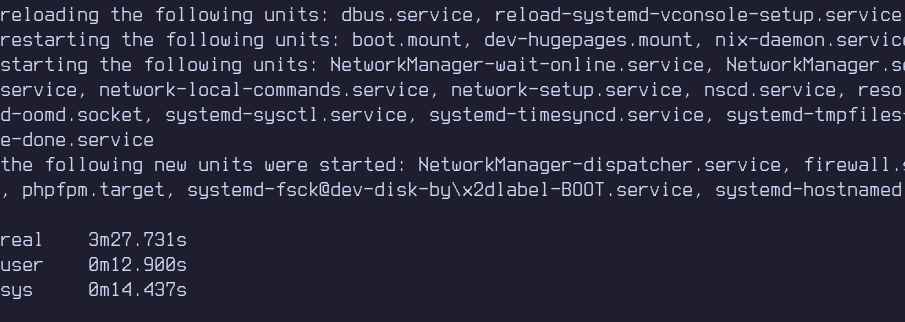 reloading the following units: dbus.service, reload-systemd-vconsole-setup.service
restarting the following units: boot.mount, dev-hugepages.mount, nix-daemon.service
starting the following units: NetworkManager-wait-online.service, NetworkManager.se
service, network-local-commands.service, network-setup.service, nscd.service, reso
d-oomd.socket, systemd-sysctl.service, systemd-timesyncd.service, systemd-tmpfiles-
e-done.service
the following new units were started: NetworkManager-dispatcher.service, firewall.s
, phpfpm.target, systemd-fsck@dev-disk-by\x2dlabel-BOOT.service, systemd-hostnamed
real 3m27.731s
user 0m12.900s
sys 0m14.437s